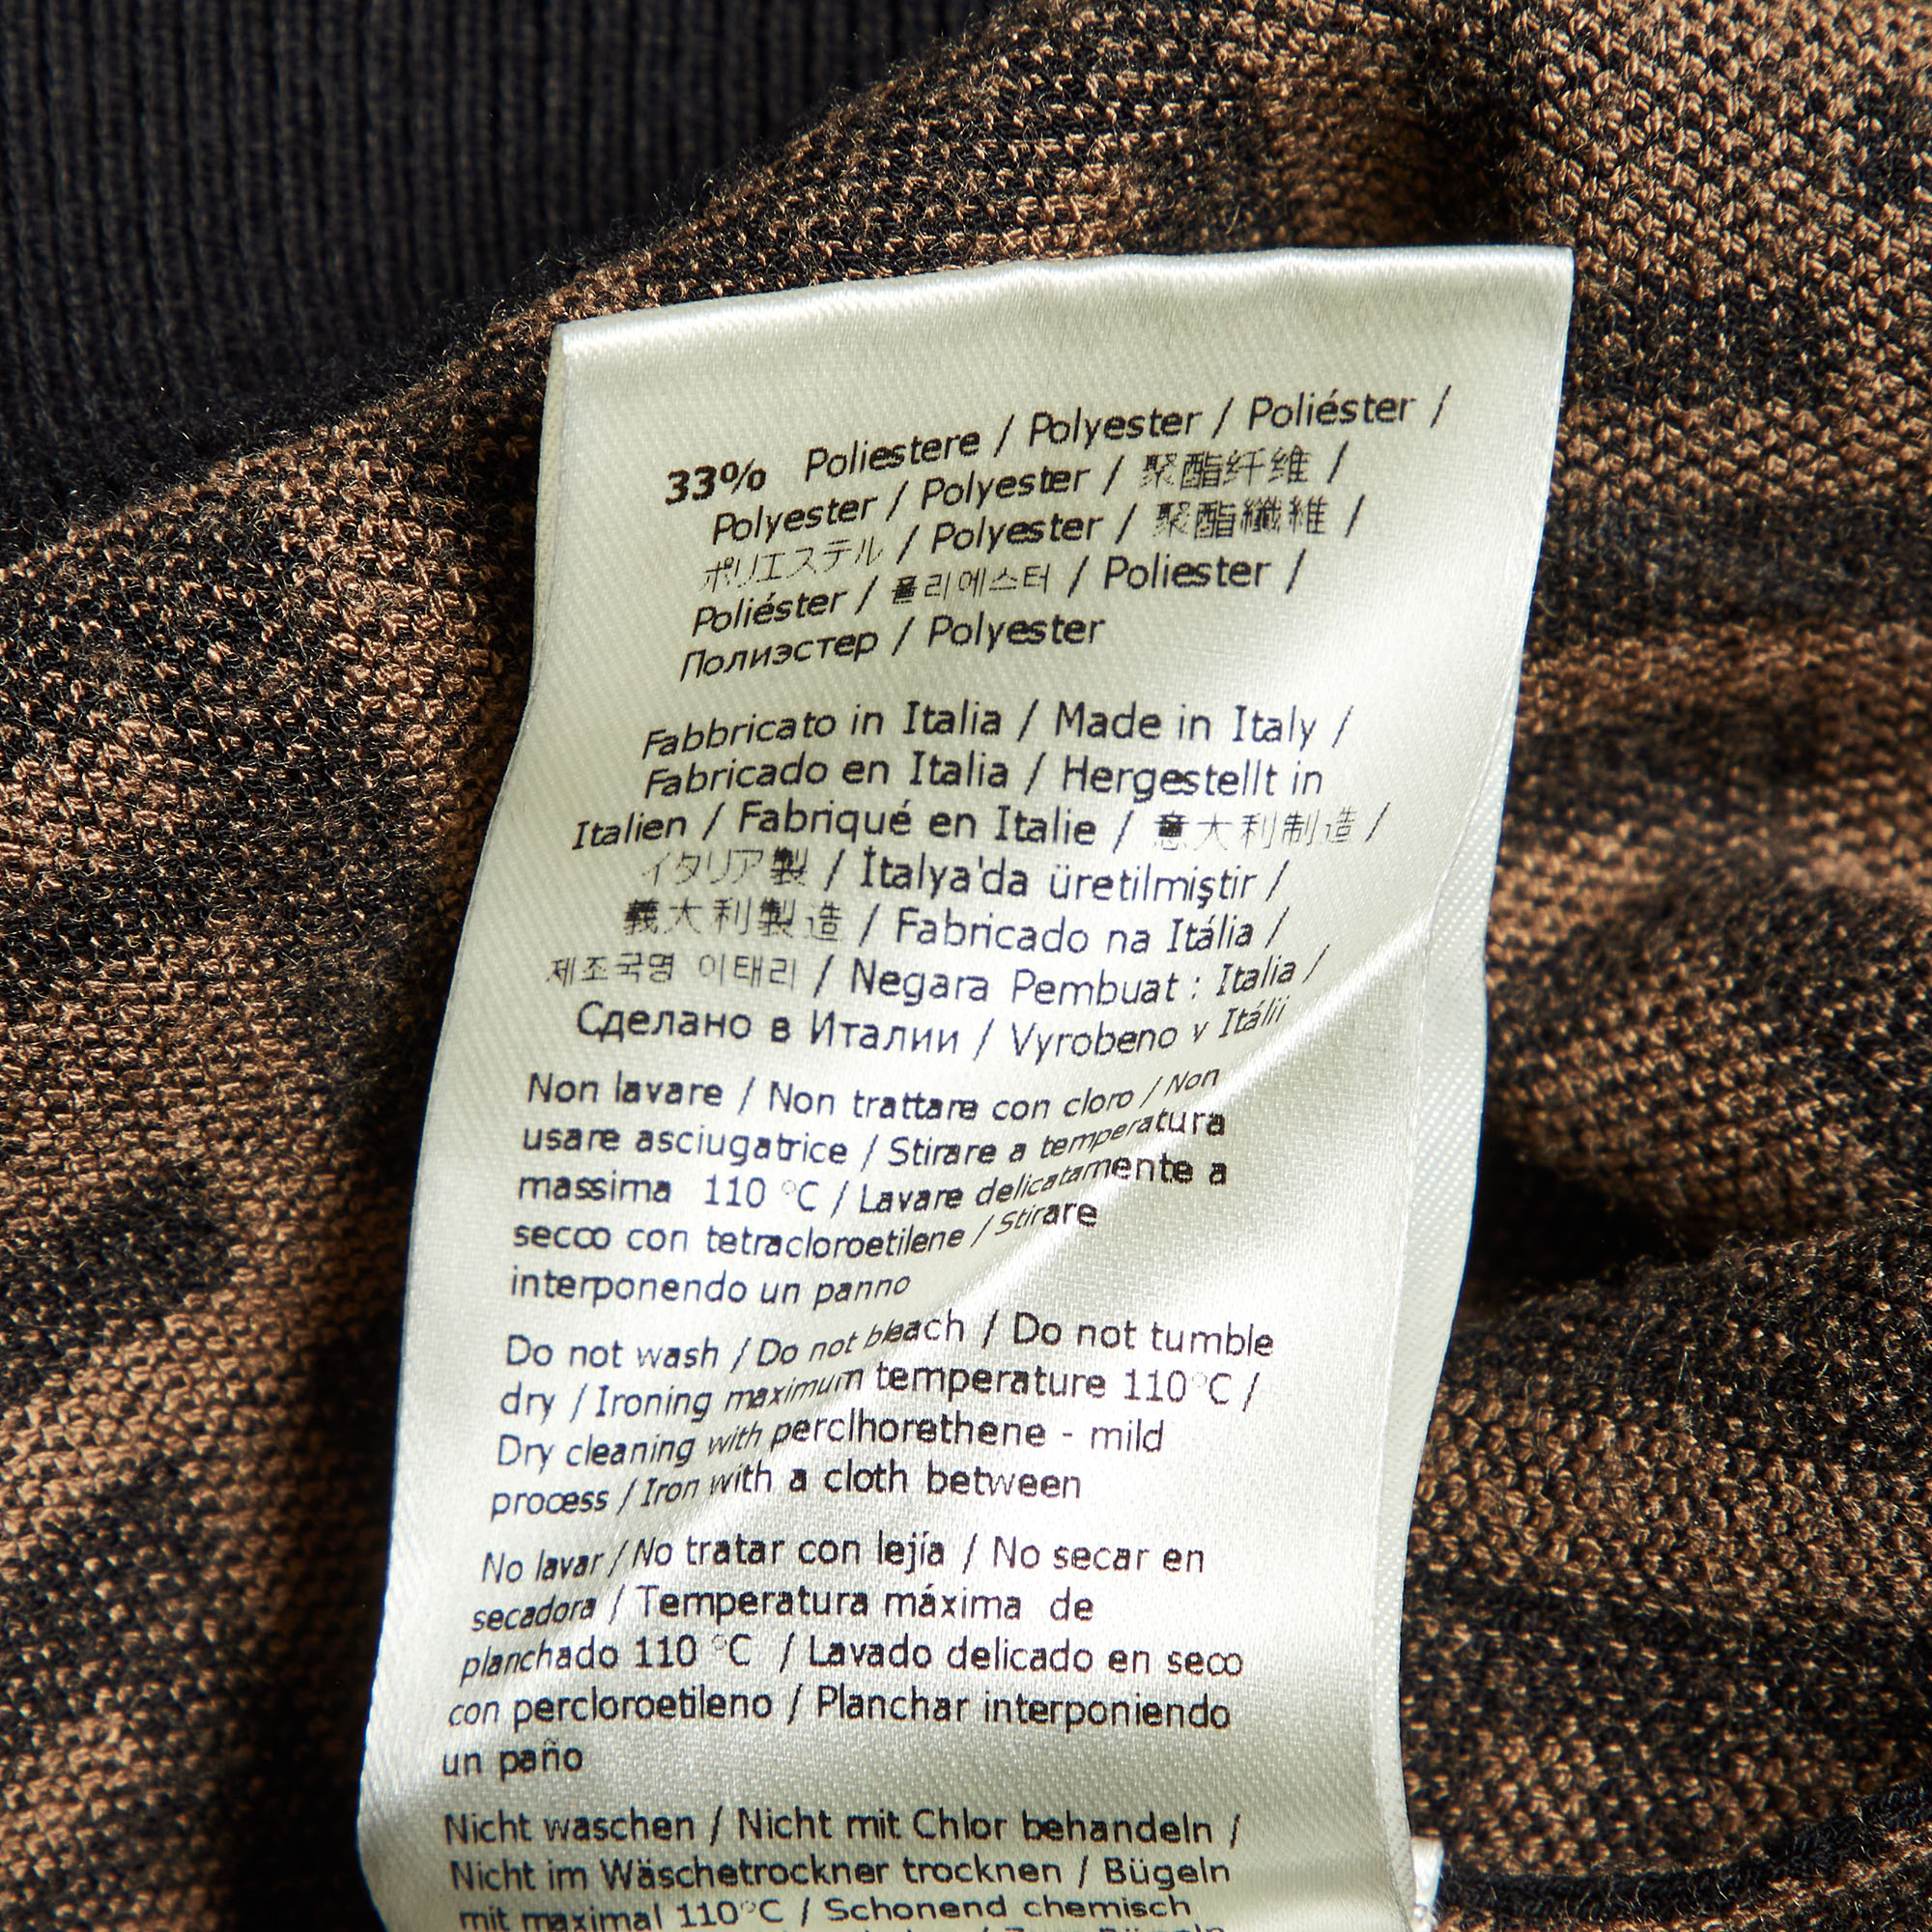 33% Poliestere / Polyester / Poliéster /
Polyester / Polyester / 聚酯纤维 /
ポリエステル / Polyester / 聚酯纖維 /
Poliéster / 폴리에스터 / Poliester /
Полиэстер / Polyester
Fabbricato in Italia / Made in Italy /
Fabricado en Italia / Hergestellt in
Italien / Fabriqué en Italie / 意大利制造 /
イタリア製 / İtalya'da üretilmiştir /
義大利製造 / Fabricado na Itália /
제조국명 이태리 / Negara Pembuat : Italia /
Сделано в Италии / Vyrobeno v Itálii
Non lavare / Non trattare con cloro / Non
usare asciugatrice / Stirare a temperatura
massima 110 °C / Lavare delicatamente a
secco con tetracloroetilene / Stirare
interponendo un panno
Do not wash / Do not bleach / Do not tumble
dry / Ironing maximum temperature 110°C /
Dry cleaning with perclhorethene - mild
process / Iron with a cloth between
No lavar / No tratar con lejía / No secar en
secadora / Temperatura máxima de
planchado 110 °C / Lavado delicado en seco
con percloroetileno / Planchar interponiendo
un paño
Nicht waschen / Nicht mit Chlor behandeln /
Nicht im Wäschetrockner trocknen / Bügeln
mit maximal 110°C / Schonend chemisch